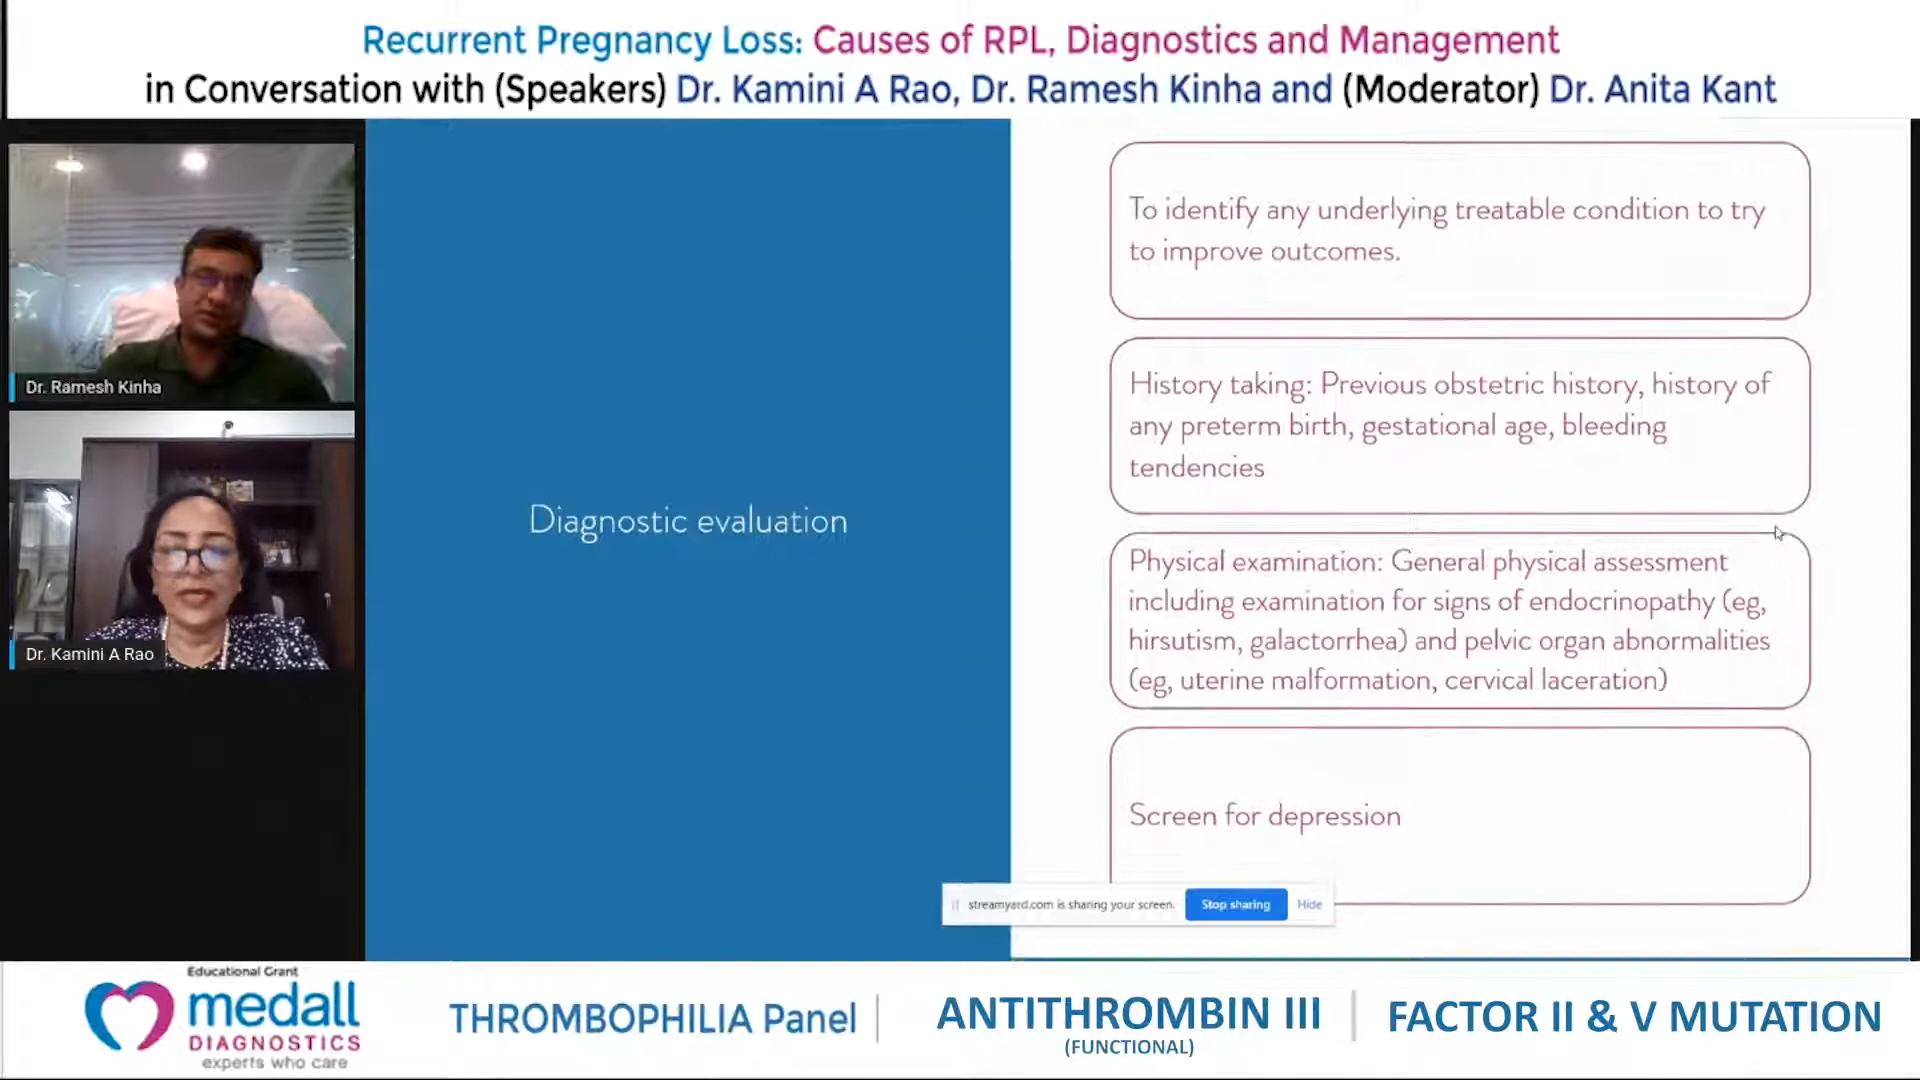 Recurrent Pregnancy Loss: Causes of RPL, Diagnostics and Management
in Conversation with (Speakers) Dr. Kamini A Rao, Dr. Ramesh Kinha and (Moderator) Dr. Anita Kant
Dr. Ramesh Kinha
Dr. Kamini A Rao
Diagnostic evaluation
To identify any underlying treatable condition to try
to improve outcomes.
History taking: Previous obstetric history, history of
any preterm birth, gestational age, bleeding
tendencies
Physical examination: General physical assessment
including examination for signs of endocrinopathy (eg,
hirsutism, galactorrhea) and pelvic organ abnormalities
(eg, uterine malformation, cervical laceration)
Screen for depression
streamyard.com is sharing your screen.
Stop sharing
Hide
Educational Grant
medall
DIAGNOSTICS
experts who care
THROMBOPHILIA Panel
ANTITHROMBIN III
(FUNCTIONAL)
FACTOR II & V MUTATION